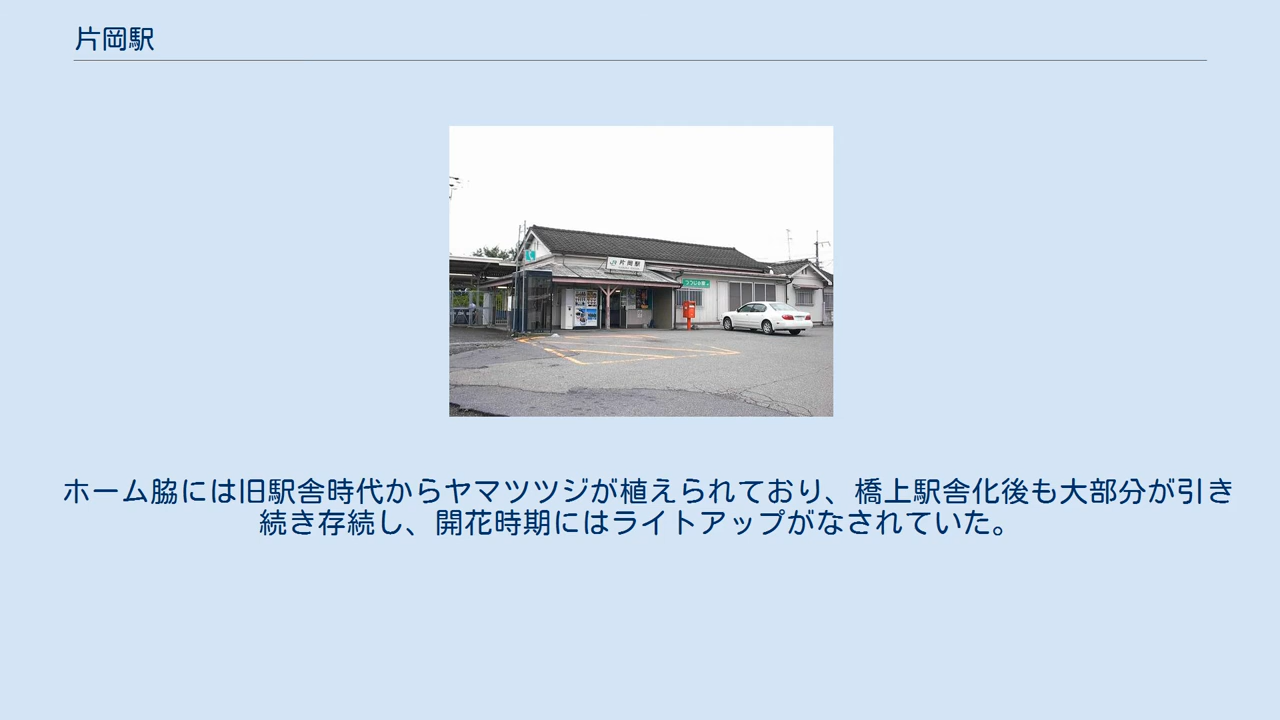 片岡駅
片岡駅
ホーム脇には旧駅舎時代からヤマツツジが植えられており、橋上駅舎化後も大部分が引き
続き存続し、開花時期にはライトアップがなされていた。